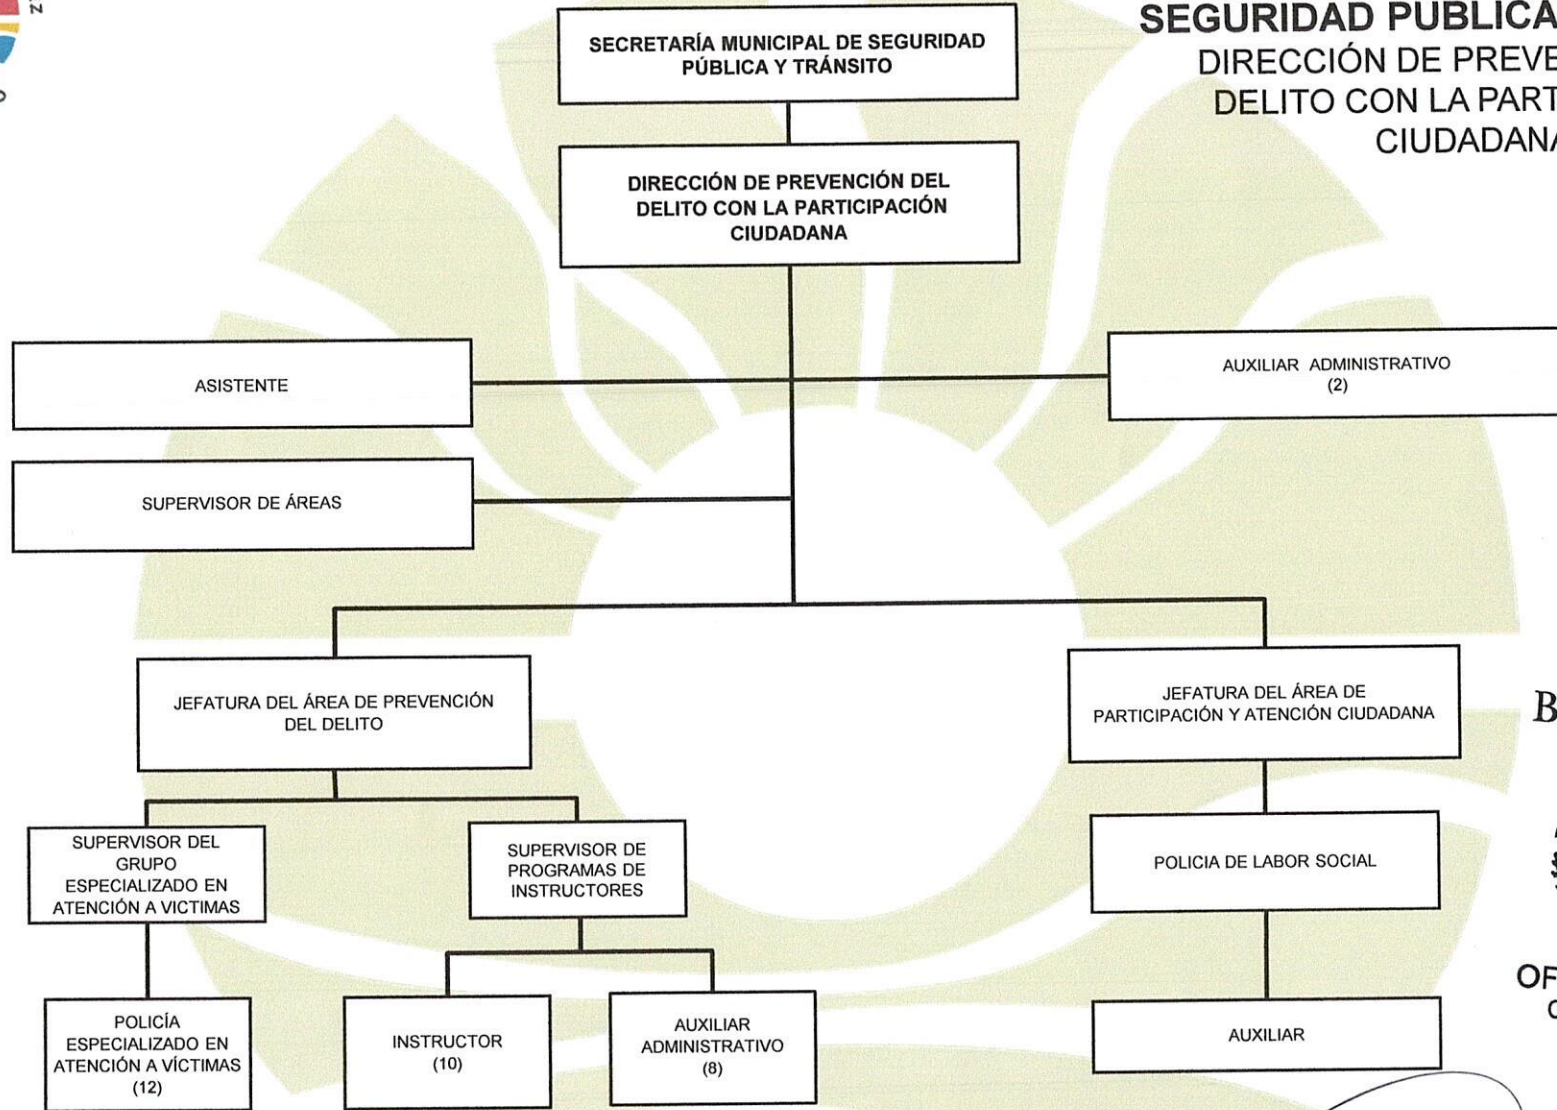 SEGURIDAD PUBLICA
DIRECCIÓN DE
DELITO CON LA
SECRETARÍA MUNICIPAL DE SEGURIDAD
PÚBLICA Y TRÁNSITO
DIRECCIÓN DE PREVENCIÓN DEL
DELITO CON LA PARTICIPACIÓN
CIUDADANA
ASISTENTE
AUXILIAR ADMINISTRATIVO
(2)
SUPERVISOR DE ÁREAS
JEFATURA DEL ÁREA DE PREVENCIÓN
DEL DELITO
JEFATURA DEL ÁREA DE
PARTICIPACIÓN Y ATENCIÓN CIUDADANA
SUPERVISOR DEL
GRUPO
ESPECIALIZADO EN
ATENCIÓN A VICTIMAS
SUPERVISOR DE
PROGRAMAS DE
INSTRUCTORES
POLICIA DE LABOR SOCIAL
POLICÍA
ESPECIALIZADO EN
ATENCIÓN A VÍCTIMAS
(12)
INSTRUCTOR
(10)
AUXILIAR
ADMINISTRATIVO
(8)
AUXILIAR